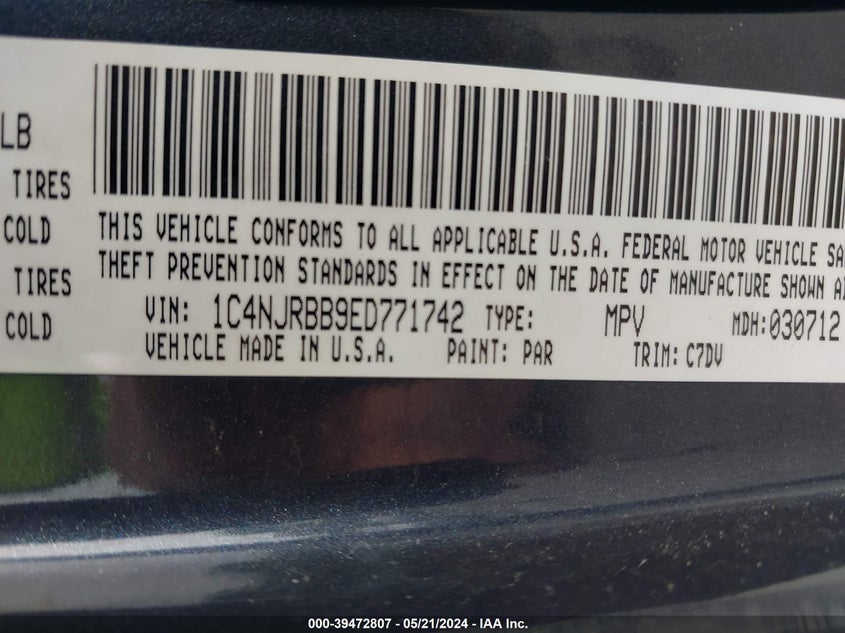 LB
TIRES
COLD
TIRES
COLD
THIS VEHICLE CONFORMS TO ALL APPLICABLE U.S.A. FEDERAL MOTOR VEHICLE SA
THEFT PREVENTION STANDARDS IN EFFECT ON THE DATE OF MANUFACTURE SHOWN A
VIN: 1C4NJRBB9ED771742 TYPE: MPV MDH:030712
VEHICLE MADE IN U.S.A. PAINT: PAR TRIM: C7DV
000-39472807 - 05/21/2024 - IAA Inc.